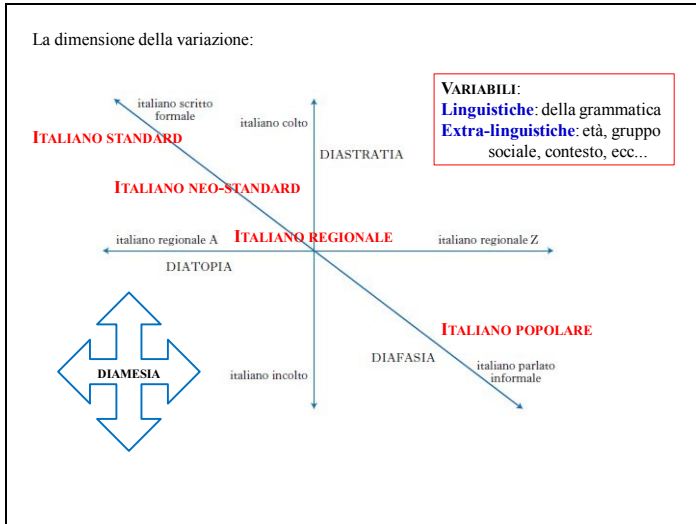 La dimensione della variazione:
VARIABILI:
Linguistiche: della grammatica
Extra-linguistiche: età, gruppo
sociale, contesto, ecc...
italiano scritto
formale
italiano colto
ITALIANO STANDARD
DIASTRATIA
ITALIANO NEO-STANDARD
italiano regionale A
ITALIANO REGIONALE
italiano regionale Z
DIATOPIA
ITALIANO POPOLARE
DIAFASIA
italiano parlato
informale
DIAMESIA
italiano incolto